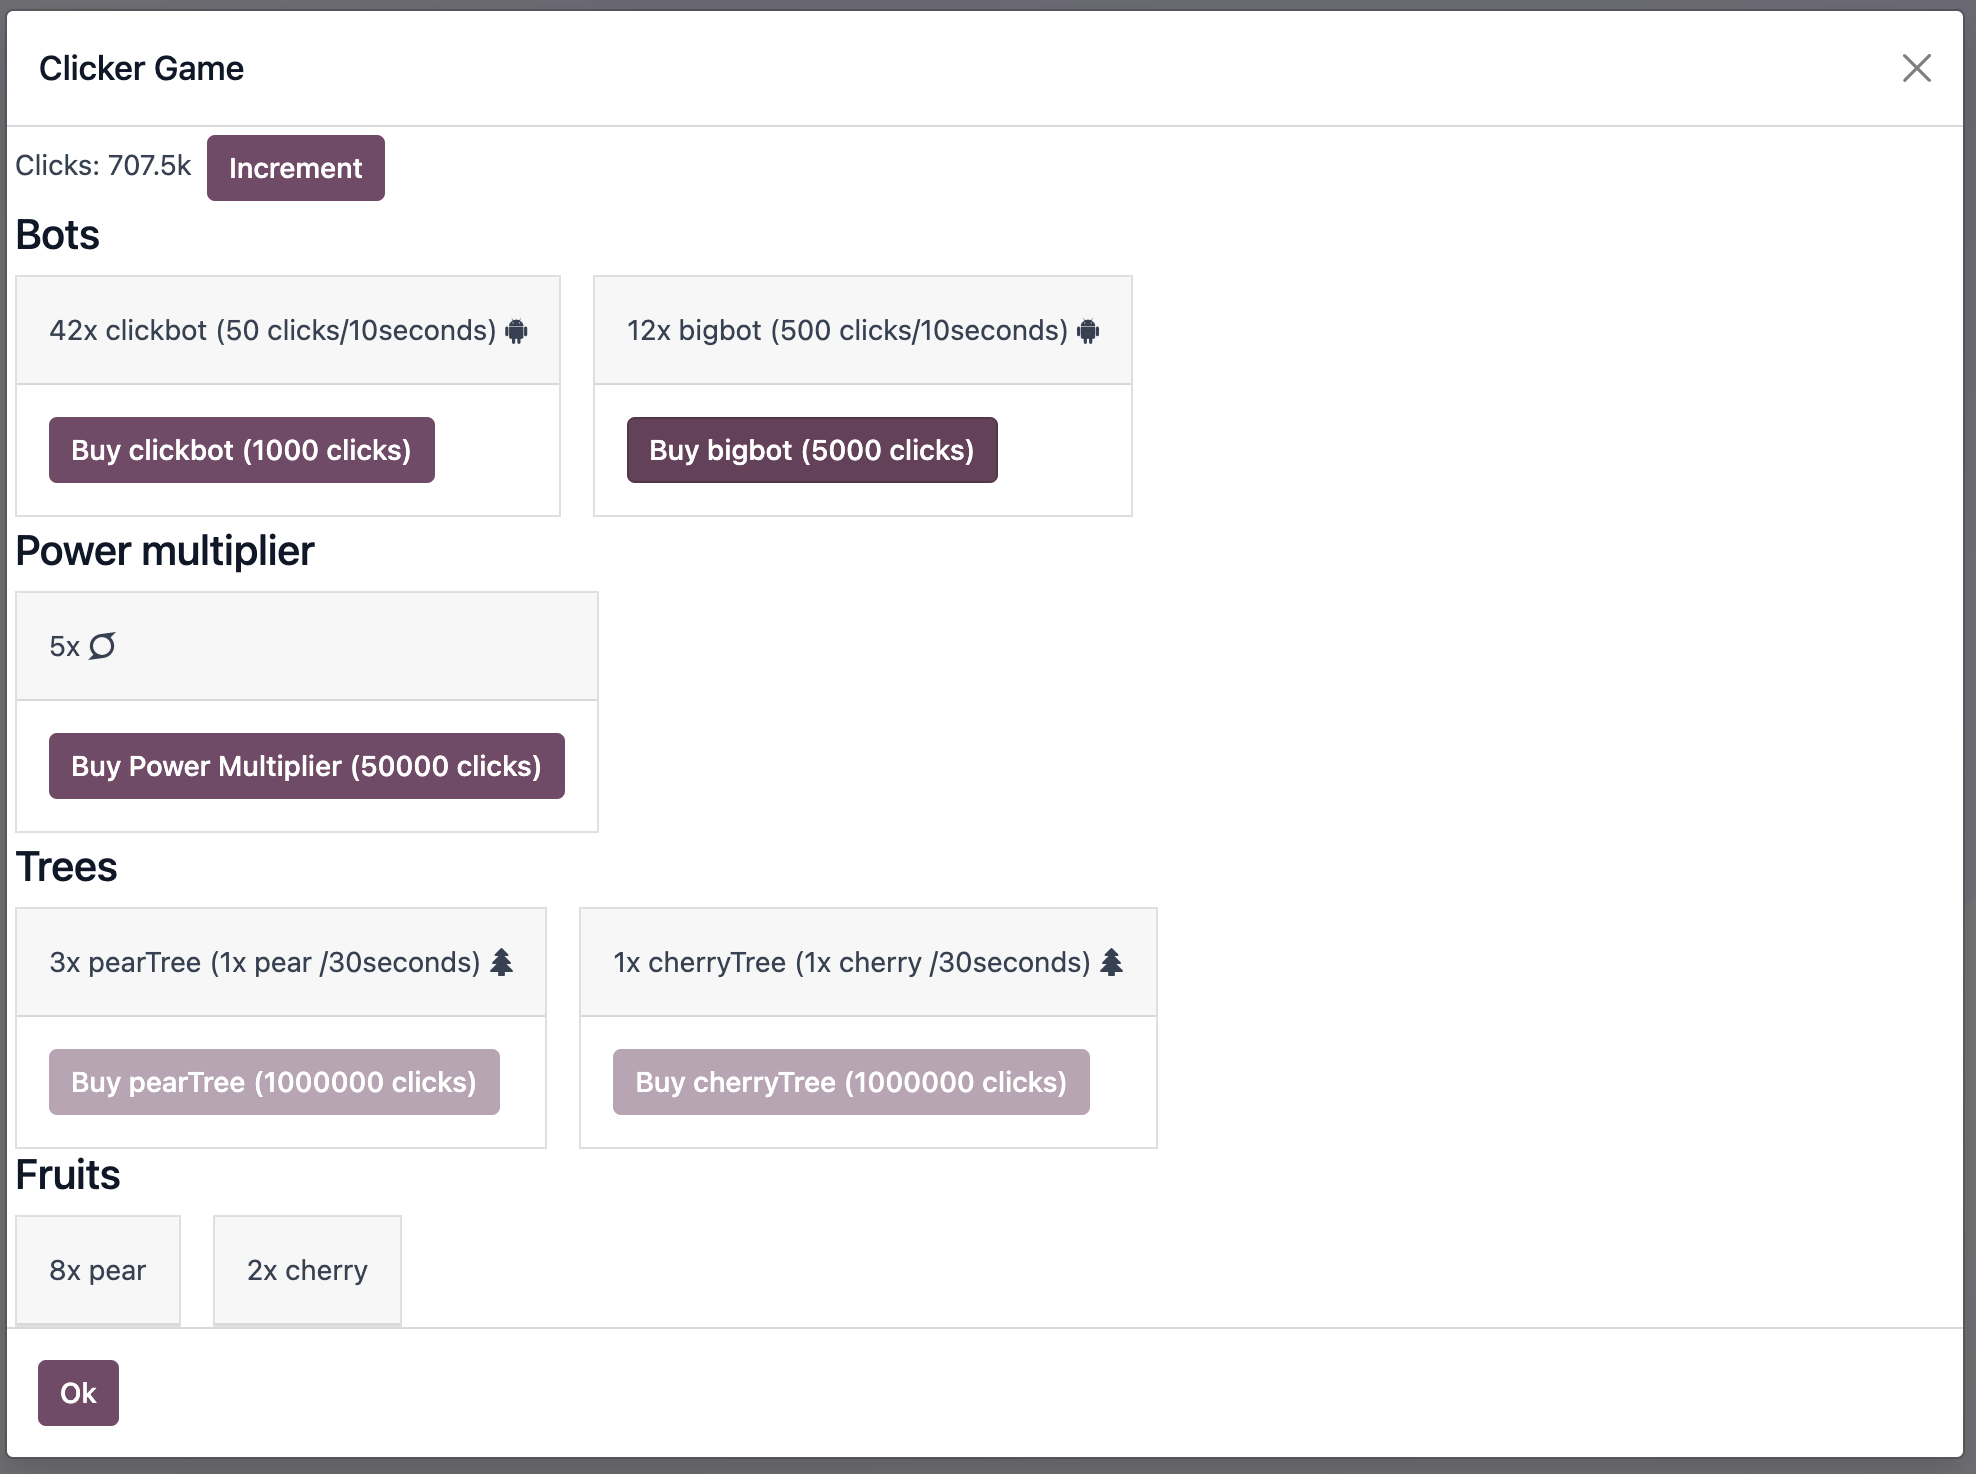 Clicker Game
Clicks: 707.5k Increment
Bots
42x clickbot (50 clicks/10seconds)
Buy clickbot (1000 clicks)
12x bigbot (500 clicks/10seconds)
Buy bigbot (5000 clicks)
Power multiplier
5x
Buy Power Multiplier (50000 clicks)
Trees
3x pearTree (1x pear /30seconds)
Buy pearTree (1000000 clicks)
1x cherryTree (1x cherry /30seconds)
Buy cherryTree (1000000 clicks)
Fruits
8x pear
2x cherry
Ok